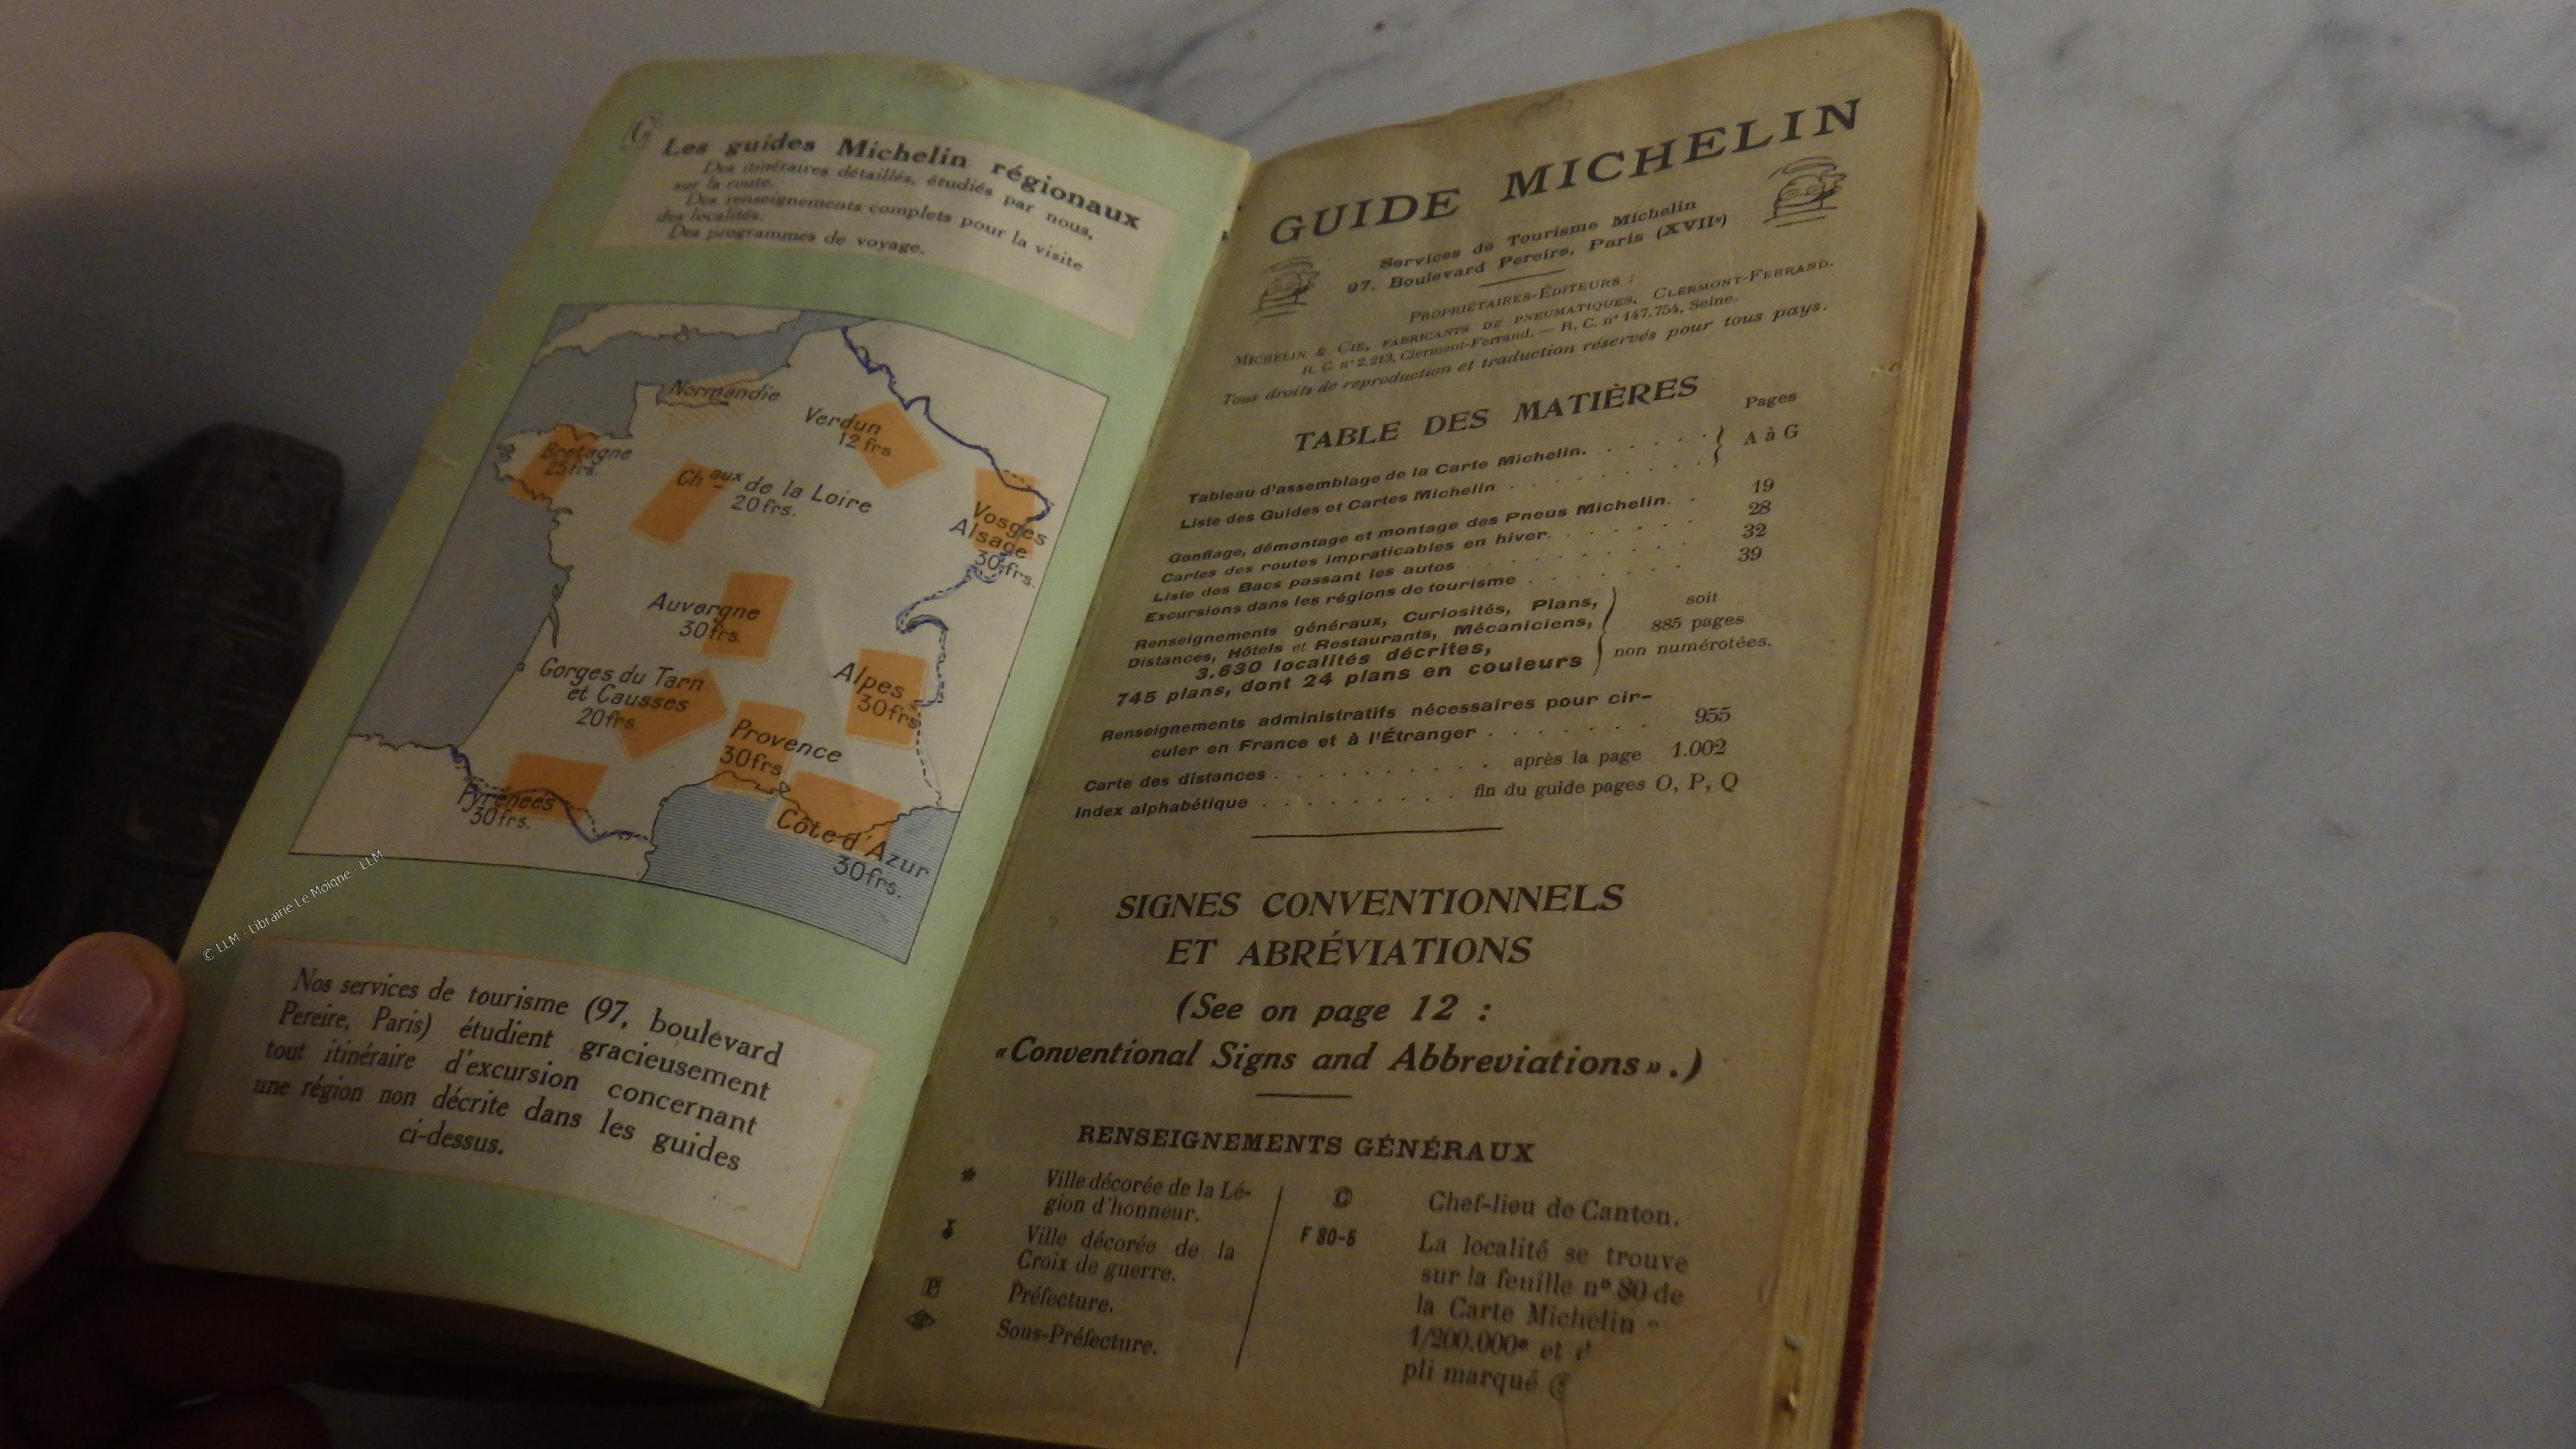 G
Les guides Michelin régionaux
Des itinéraires détaillés, étudiés par nous,
sur la route.
Des renseignements complets pour la visite
des localités.
Des programmes de voyage.
Normandie
Verdun
12 frs
Bretagne
25 frs.
Chaux de la Loire
20 frs.
Vosges
Alsace
30 frs.
Auvergne
30 frs.
Gorges du Tarn
et Causses
20 frs.
Alpes
30 frs
Provence
30 frs
Pyrénées
30 frs.
Côte d'Azur
30 frs.
© LLM - Librairie Le Moigne - LLM
Nos services de tourisme (97, boulevard
Pereire, Paris) étudient gracieusement
tout itinéraire d'excursion concernant
une région non décrite dans les guides
ci-dessus.
GUIDE MICHELIN
Services de Tourisme Michelin
97, Boulevard Pereire, Paris (XVIIe)
PROPRIÉTAIRES-ÉDITEURS :
MICHELIN & CIE, FABRICANTS DE PNEUMATIQUES, CLERMONT-FERRAND.
R. C. n° 2.213, Clermont-Ferrand. — R. C. n° 147.754, Seine.
Tous droits de reproduction et traduction réservés pour tous pays.
TABLE DES MATIÈRES
Pages
Tableau d'assemblage de la Carte Michelin. . . . . . } A à G
Liste des Guides et Cartes Michelin . . . . . . . .
Gonflage, démontage et montage des Pneus Michelin. . 19
Cartes des routes impraticables en hiver. . . . . . 28
Liste des Bacs passant les autos . . . . . . . . 32
Excursions dans les régions de tourisme . . . . . . 39
Renseignements généraux, Curiosités, Plans, } soit
Distances, Hôtels et Restaurants, Mécaniciens, 885 pages
3.630 localités décrites, non numérotées.
745 plans, dont 24 plans en couleurs
Renseignements administratifs nécessaires pour cir-
culer en France et à l'Étranger . . . . . . . 955
Carte des distances . . . . . . . . . . après la page 1.002
Index alphabétique . . . . . . . . . fin du guide pages O, P, Q
SIGNES CONVENTIONNELS
ET ABRÉVIATIONS
(See on page 12 :
«Conventional Signs and Abbreviations».)
RENSEIGNEMENTS GÉNÉRAUX
Ville décorée de la Lé-
gion d'honneur.
Ville décorée de la
Croix de guerre.
P Préfecture.
SP Sous-Préfecture.
C Chef-lieu de Canton.
F 80-5 La localité se trouve
sur la feuille n° 80 de
la Carte Michelin
1/200.000e et
pli marqué